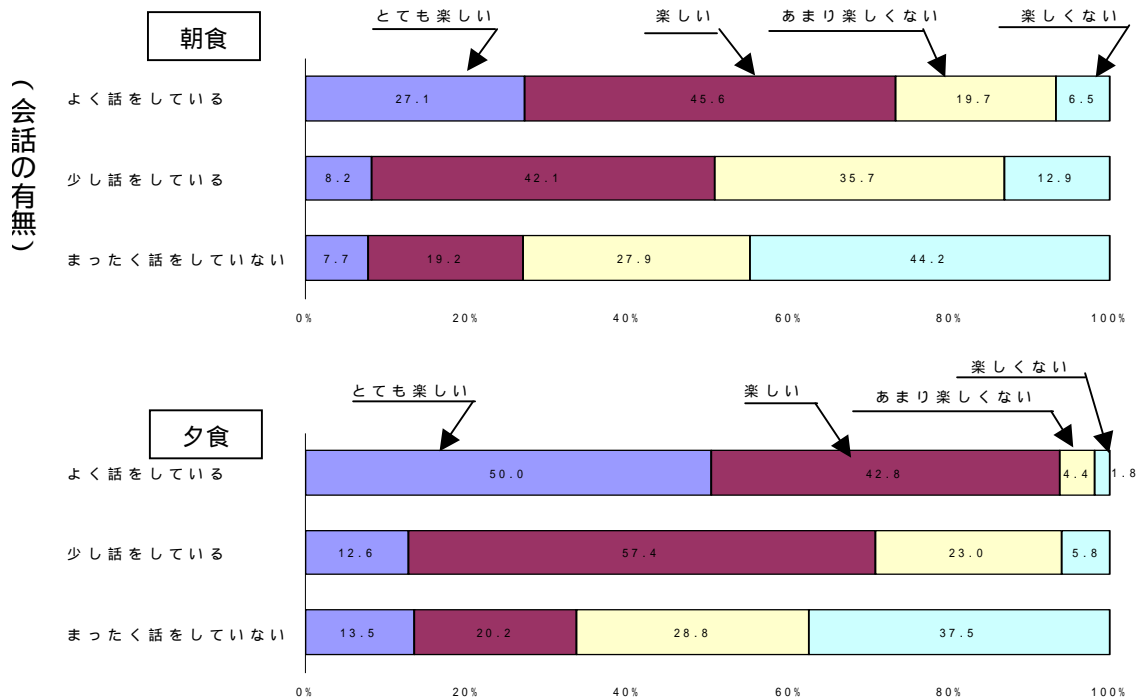 とても楽しい 楽しい あまり楽しくない 楽しくない
朝食
(会話の有無)
よく話をしている 27.1 45.6 19.7 6.5
少し話をしている 8.2 42.1 35.7 12.9
まったく話をしていない 7.7 19.2 27.9 44.2
0% 20% 40% 60% 80% 100%
楽しくない
とても楽しい 楽しい あまり楽しくない
夕食
よく話をしている 50.0 42.8 4.4 1.8
少し話をしている 12.6 57.4 23.0 5.8
まったく話をしていない 13.5 20.2 28.8 37.5
0% 20% 40% 60% 80% 100%